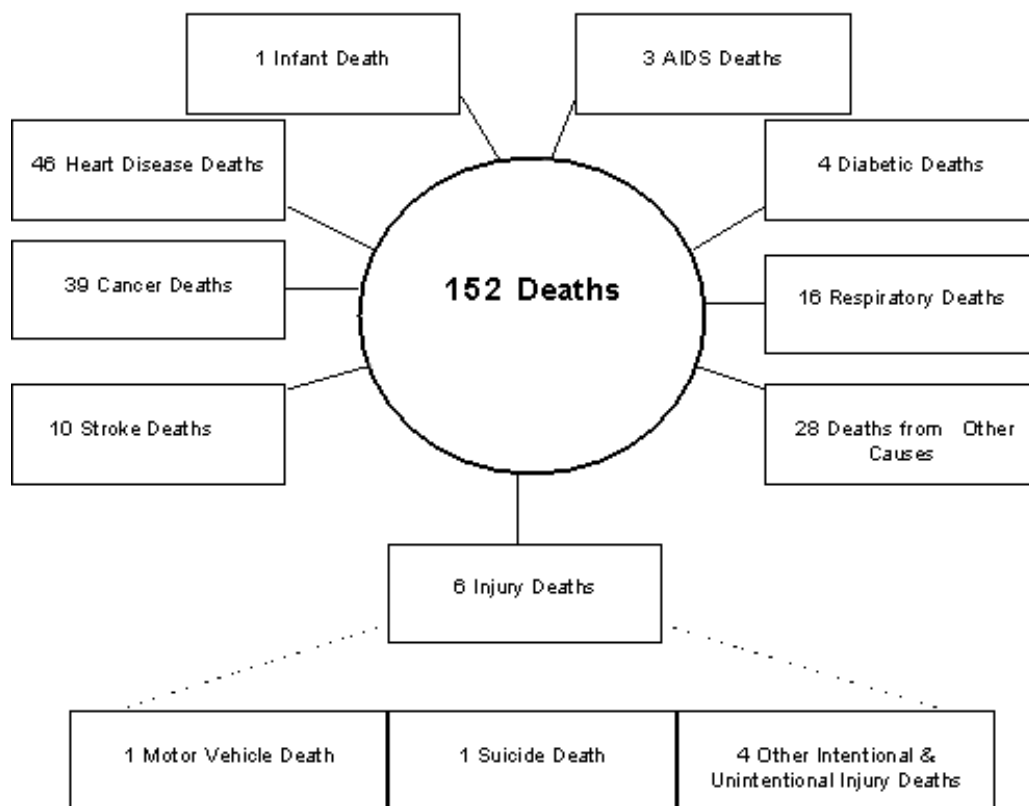 1 Infant Death
3 AIDS Deaths
46 Heart Disease Deaths
4 Diabetic Deaths
39 Cancer Deaths
152 Deaths
16 Respiratory Deaths
10 Stroke Deaths
28 Deaths from Other
Causes
6 Injury Deaths
1 Motor Vehicle Death
1 Suicide Death
4 Other Intentional &
Unintentional Injury Deaths